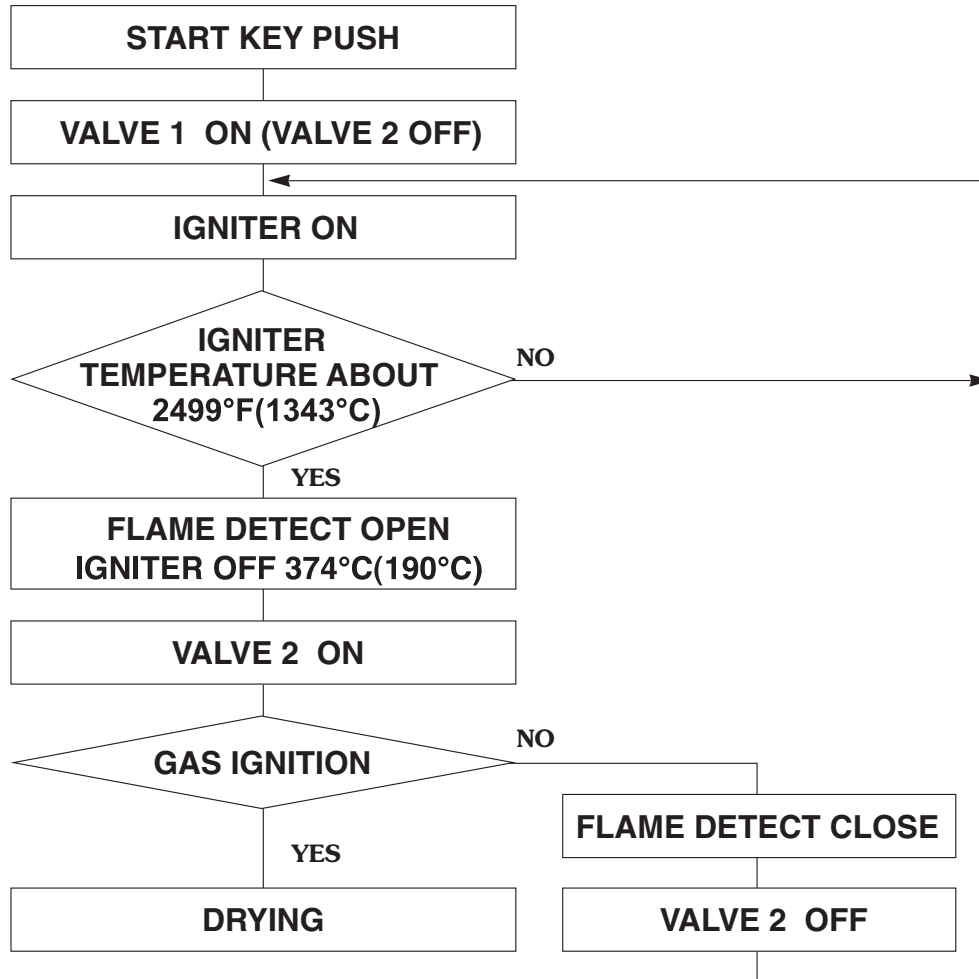 START KEY PUSH
VALVE 1 ON (VALVE 2 OFF)
IGNITER ON
IGNITER
TEMPERATURE ABOUT
2499°F(1343°C)
NO
YES
FLAME DETECT OPEN
IGNITER OFF 374°C(190°C)
VALVE 2 ON
GAS IGNITION
NO
FLAME DETECT CLOSE
YES
DRYING
VALVE 2 OFF